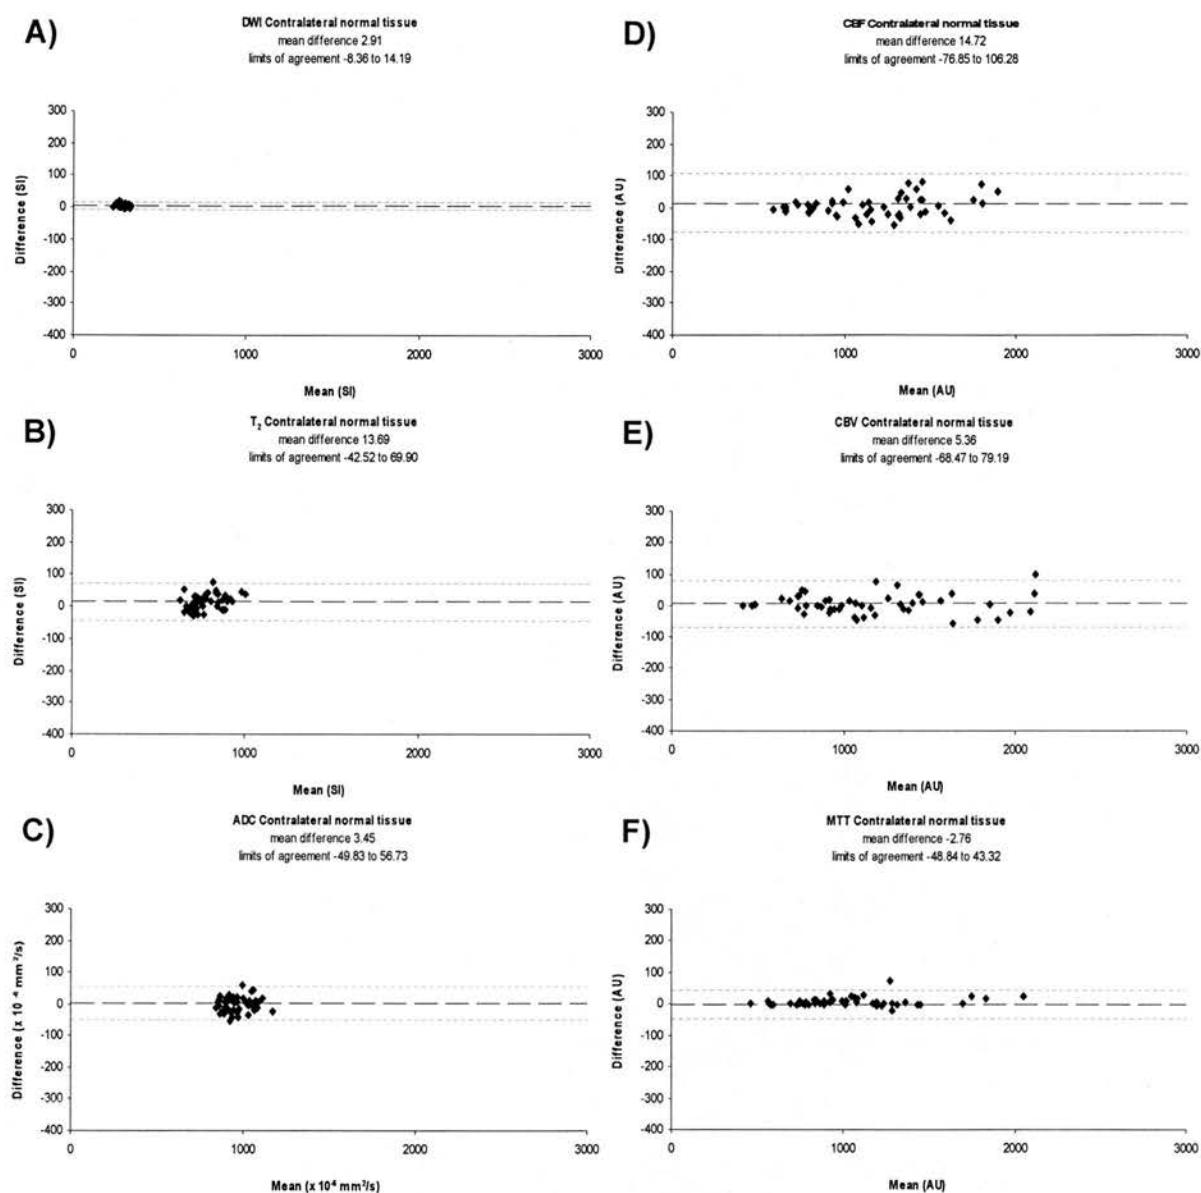 A)
DWI Contralateral normal tissue
mean difference 2.91
limits of agreement -8.36 to 14.19
Difference (SI)
300
200
100
0
-100
-200
-300
-400
0 1000 2000 3000
Mean (SI)
B)
T₂ Contralateral normal tissue
mean difference 13.69
limits of agreement -42.52 to 69.90
Difference (SI)
300
200
100
0
-100
-200
-300
-400
0 1000 2000 3000
Mean (SI)
C)
ADC Contralateral normal tissue
mean difference 3.45
limits of agreement -49.83 to 56.73
Difference (x 10⁻⁶ mm²/s)
300
200
100
0
-100
-200
-300
-400
0 1000 2000 3000
Mean (x 10⁻⁶ mm²/s)
D)
CBF Contralateral normal tissue
mean difference 14.72
limits of agreement -76.85 to 106.28
Difference (AU)
300
200
100
0
-100
-200
-300
-400
0 1000 2000 3000
Mean (AU)
E)
CBV Contralateral normal tissue
mean difference 5.36
limits of agreement -68.47 to 79.19
Difference (AU)
300
200
100
0
-100
-200
-300
-400
0 1000 2000 3000
Mean (AU)
F)
MTT Contralateral normal tissue
mean difference -2.76
limits of agreement -48.84 to 43.32
Difference (AU)
300
200
100
0
-100
-200
-300
-400
0 1000 2000 3000
Mean (AU)